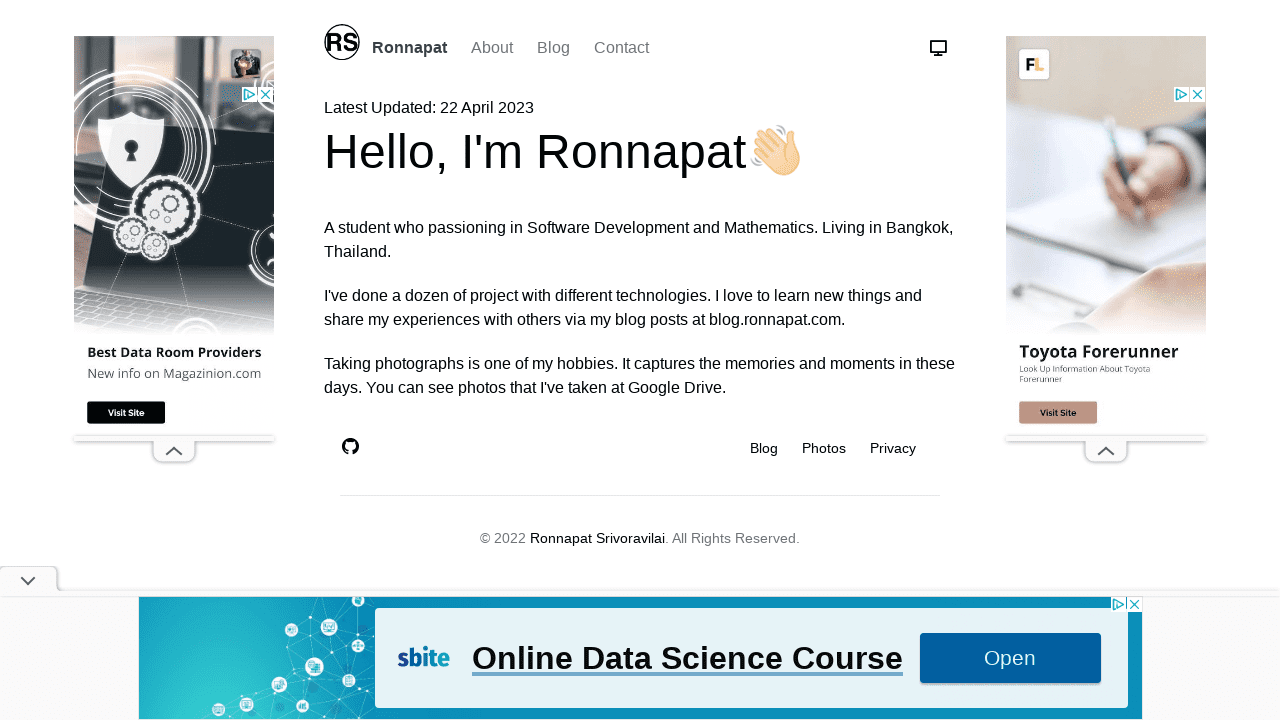 RS
Ronnapat
About
Blog
Contact
Latest Updated: 22 April 2023
Hello, I'm Ronnapat👋🏻
A student who passioning in Software Development and Mathematics. Living in Bangkok,
Thailand.
I've done a dozen of project with different technologies. I love to learn new things and
share my experiences with others via my blog posts at blog.ronnapat.com.
Taking photographs is one of my hobbies. It captures the memories and moments in these
days. You can see photos that I've taken at Google Drive.
Blog
Photos
Privacy
© 2022 Ronnapat Srivoravilai. All Rights Reserved.
Best Data Room Providers
New info on Magazinion.com
Visit Site
FL
Toyota Forerunner
Look Up Information About Toyota
Forerunner
Visit Site
sbite
Online Data Science Course
Open